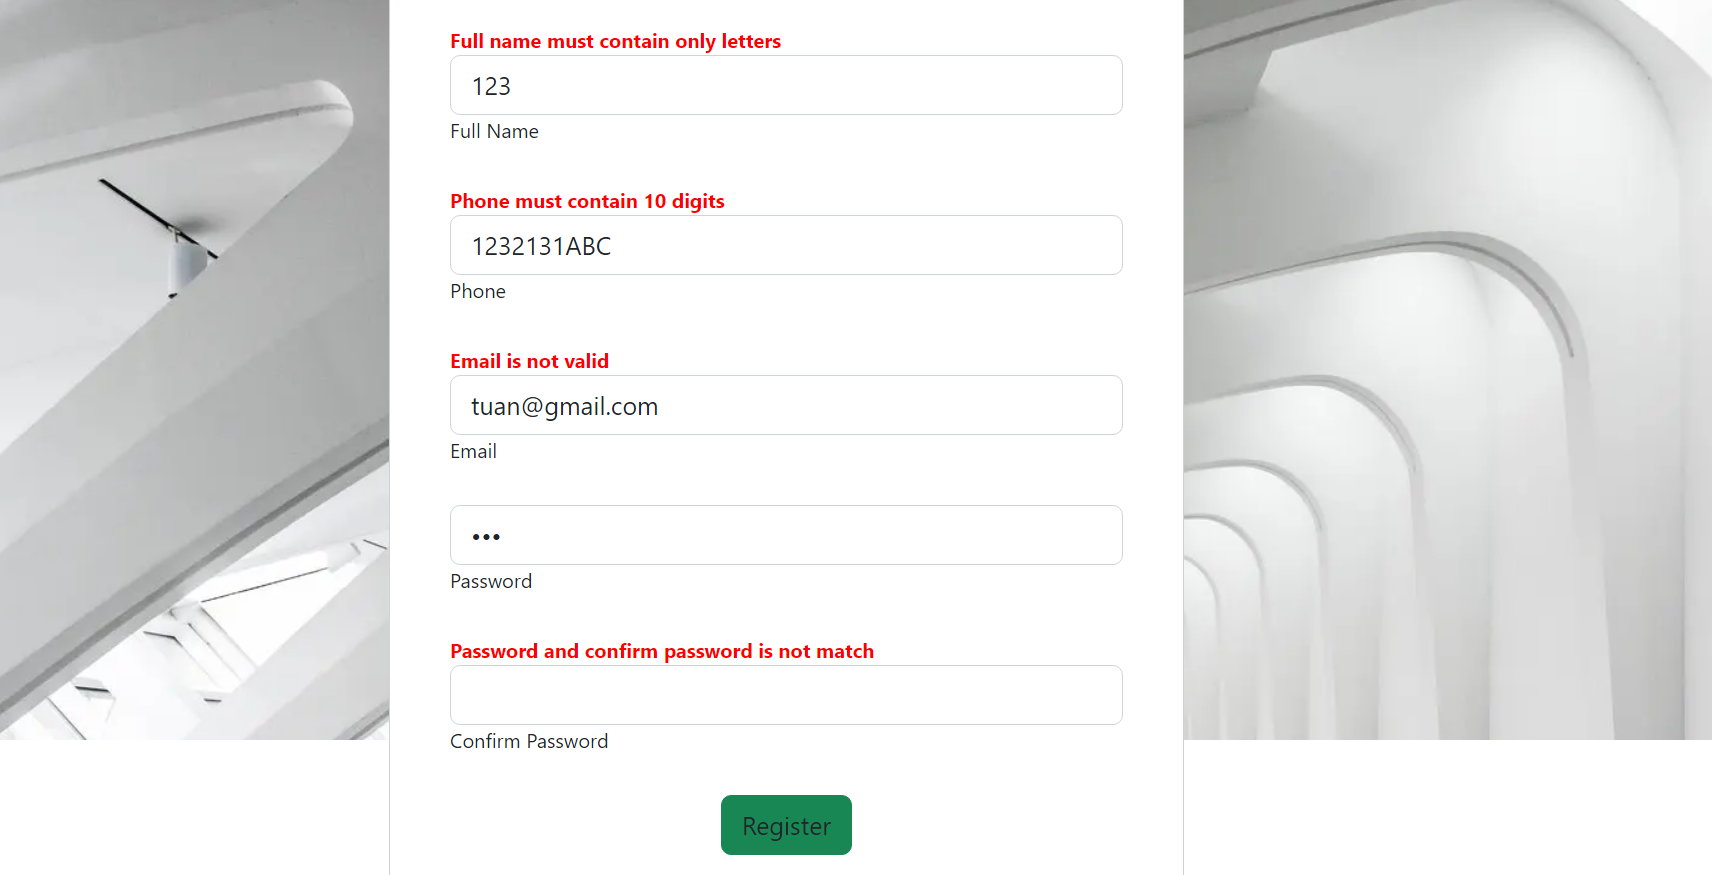 Full name must contain only letters
123
Full Name
Phone must contain 10 digits
1232131ABC
Phone
Email is not valid
tuan@gmail.com
Email
•••
Password
Password and confirm password is not match
Confirm Password
Register